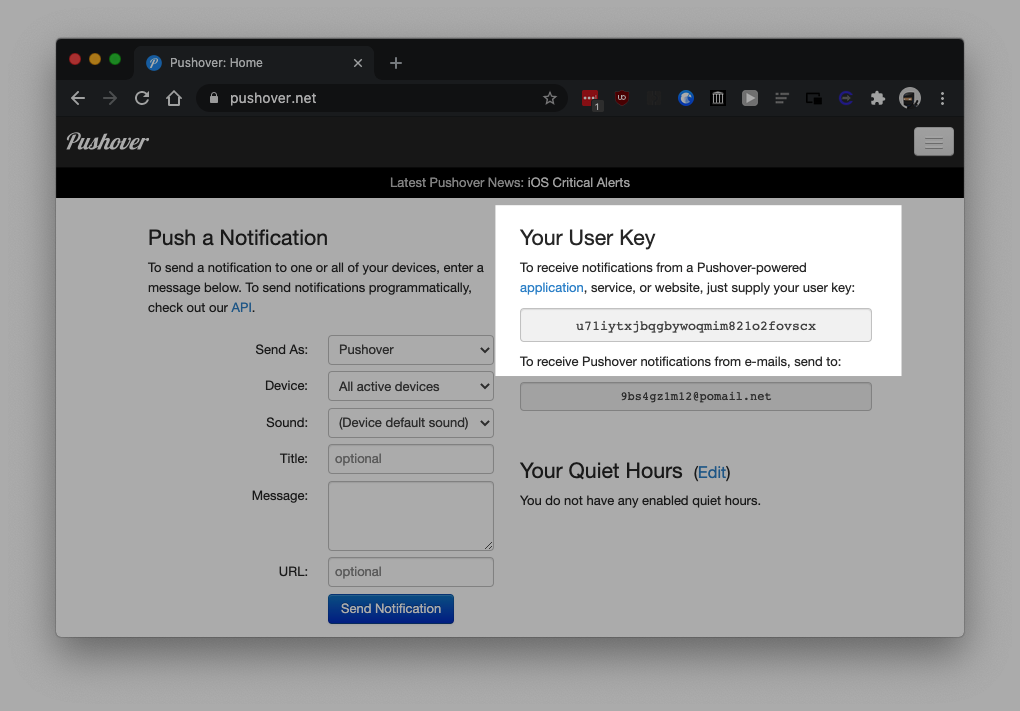 Pushover: Home
pushover.net
1
Pushover
Latest Pushover News: iOS Critical Alerts
Push a Notification
To send a notification to one or all of your devices, enter a
message below. To send notifications programmatically,
check out our API.
Send As: Pushover
Device: All active devices
Sound: (Device default sound)
Title: optional
Message:
URL: optional
Send Notification
Your User Key
To receive notifications from a Pushover-powered
application, service, or website, just supply your user key:
u71iytxjbqgbywoqmim821o2fovscx
To receive Pushover notifications from e-mails, send to:
9bs4gz1m12@pomail.net
Your Quiet Hours (Edit)
You do not have any enabled quiet hours.